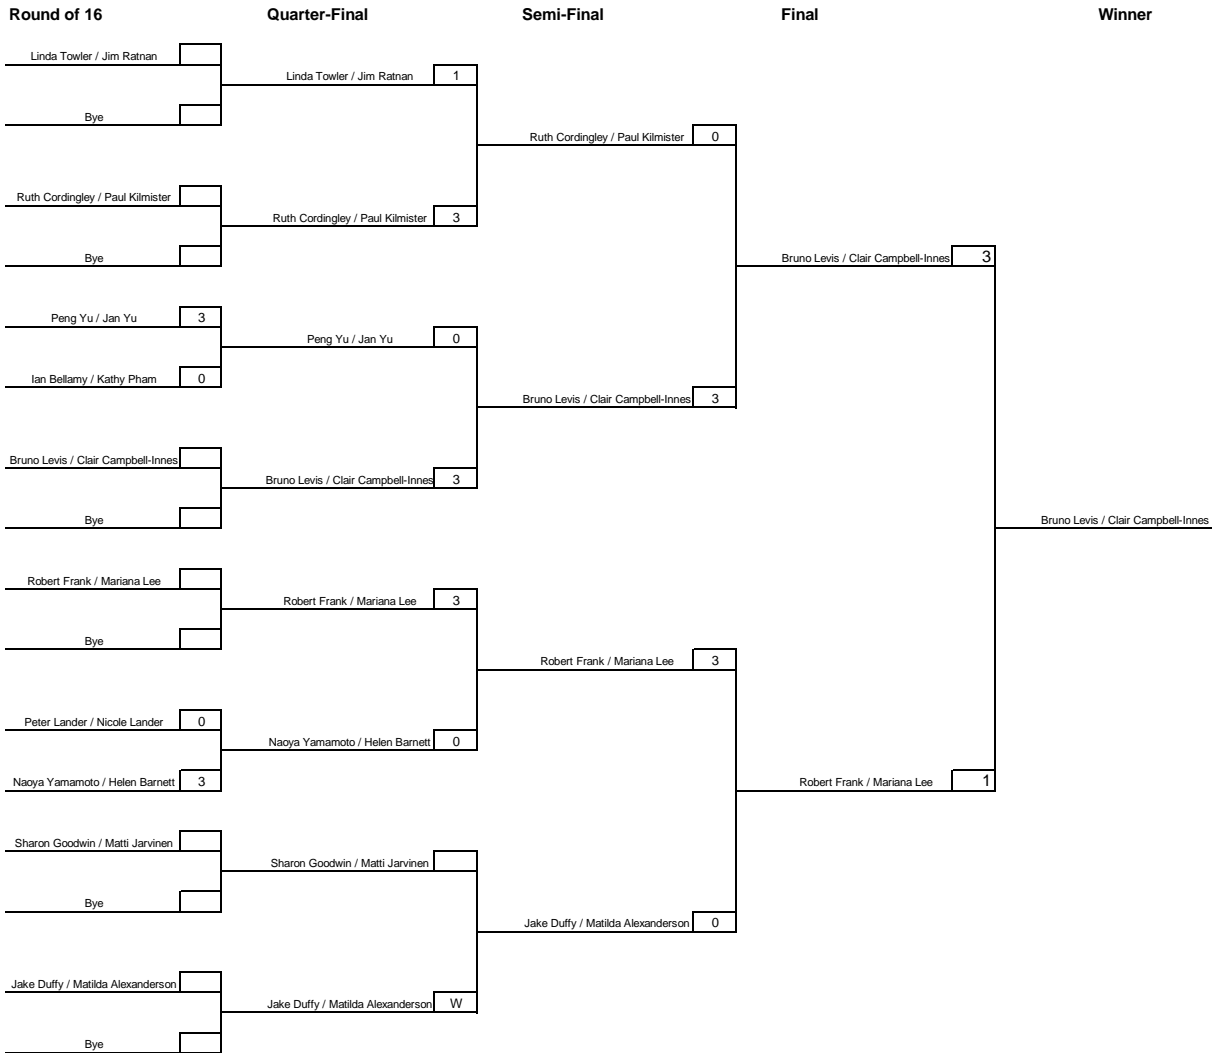 Round of 16 Quarter-Final Semi-Final Final Winner
Linda Towler / Jim Ratnan
Linda Towler / Jim Ratnan 1
Bye
Ruth Cordingley / Paul Kilmister 0
Ruth Cordingley / Paul Kilmister
Ruth Cordingley / Paul Kilmister 3
Bye
Bruno Levis / Clair Campbell-Innes 3
Peng Yu / Jan Yu 3
Peng Yu / Jan Yu 0
Ian Bellamy / Kathy Pham 0
Bruno Levis / Clair Campbell-Innes 3
Bruno Levis / Clair Campbell-Innes
Bruno Levis / Clair Campbell-Innes 3
Bye
Bruno Levis / Clair Campbell-Innes
Robert Frank / Mariana Lee
Robert Frank / Mariana Lee 3
Bye
Robert Frank / Mariana Lee 3
Peter Lander / Nicole Lander 0
Naoya Yamamoto / Helen Barnett 0
Naoya Yamamoto / Helen Barnett 3
Robert Frank / Mariana Lee 1
Sharon Goodwin / Matti Jarvinen
Sharon Goodwin / Matti Jarvinen
Bye
Jake Duffy / Matilda Alexanderson 0
Jake Duffy / Matilda Alexanderson
Jake Duffy / Matilda Alexanderson W
Bye